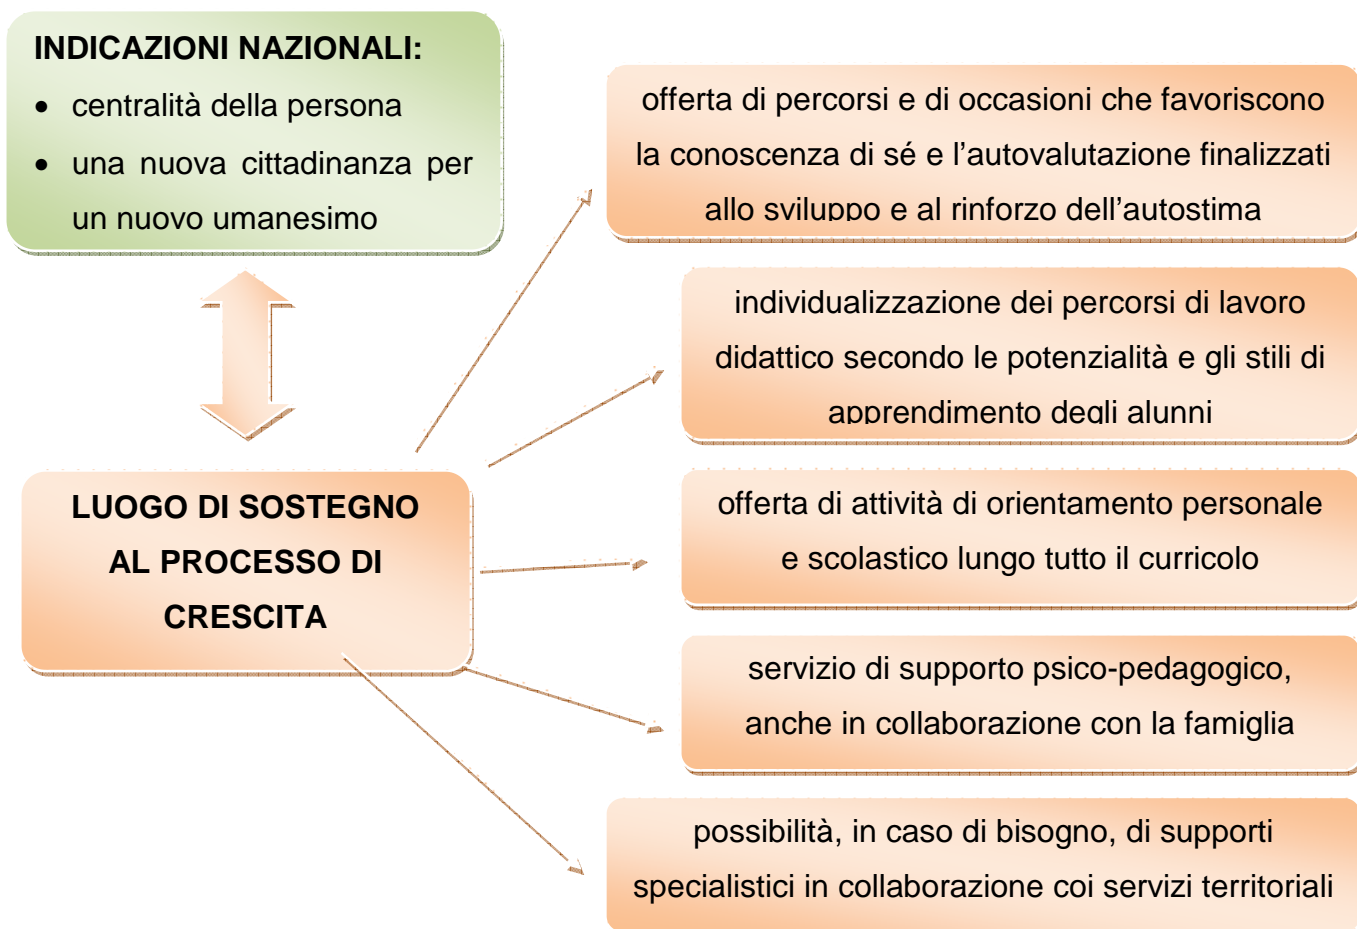 INDICAZIONI NAZIONALI:
• centralità della persona
• una nuova cittadinanza per
un nuovo umanesimo
offerta di percorsi e di occasioni che favoriscono
la conoscenza di sé e l’autovalutazione finalizzati
allo sviluppo e al rinforzo dell’autostima
individualizzazione dei percorsi di lavoro
didattico secondo le potenzialità e gli stili di
apprendimento degli alunni
LUOGO DI SOSTEGNO
AL PROCESSO DI
CRESCITA
offerta di attività di orientamento personale
e scolastico lungo tutto il curricolo
servizio di supporto psico-pedagogico,
anche in collaborazione con la famiglia
possibilità, in caso di bisogno, di supporti
specialistici in collaborazione coi servizi territoriali